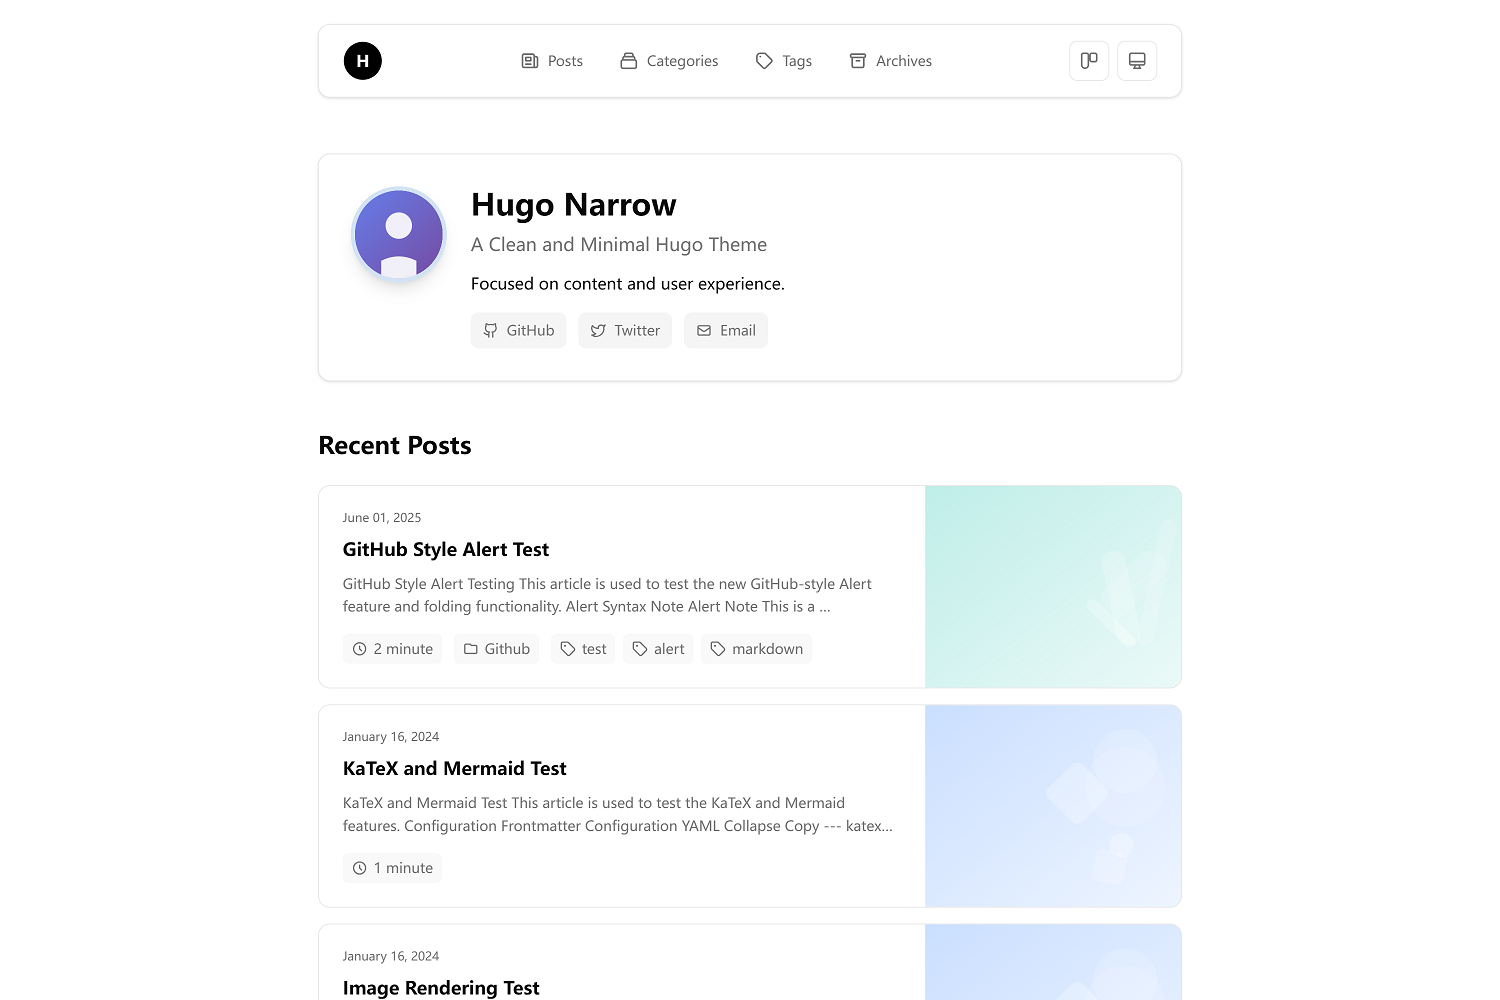 H
Posts
Categories
Tags
Archives
Hugo Narrow
A Clean and Minimal Hugo Theme
Focused on content and user experience.
GitHub
Twitter
Email
Recent Posts
June 01, 2025
GitHub Style Alert Test
GitHub Style Alert Testing This article is used to test the new GitHub-style Alert
feature and folding functionality. Alert Syntax Note Alert Note This is a ...
2 minute
Github
test
alert
markdown
January 16, 2024
KaTeX and Mermaid Test
KaTeX and Mermaid Test This article is used to test the KaTeX and Mermaid
features. Configuration Frontmatter Configuration YAML Collapse Copy --- katex...
1 minute
January 16, 2024
Image Rendering Test